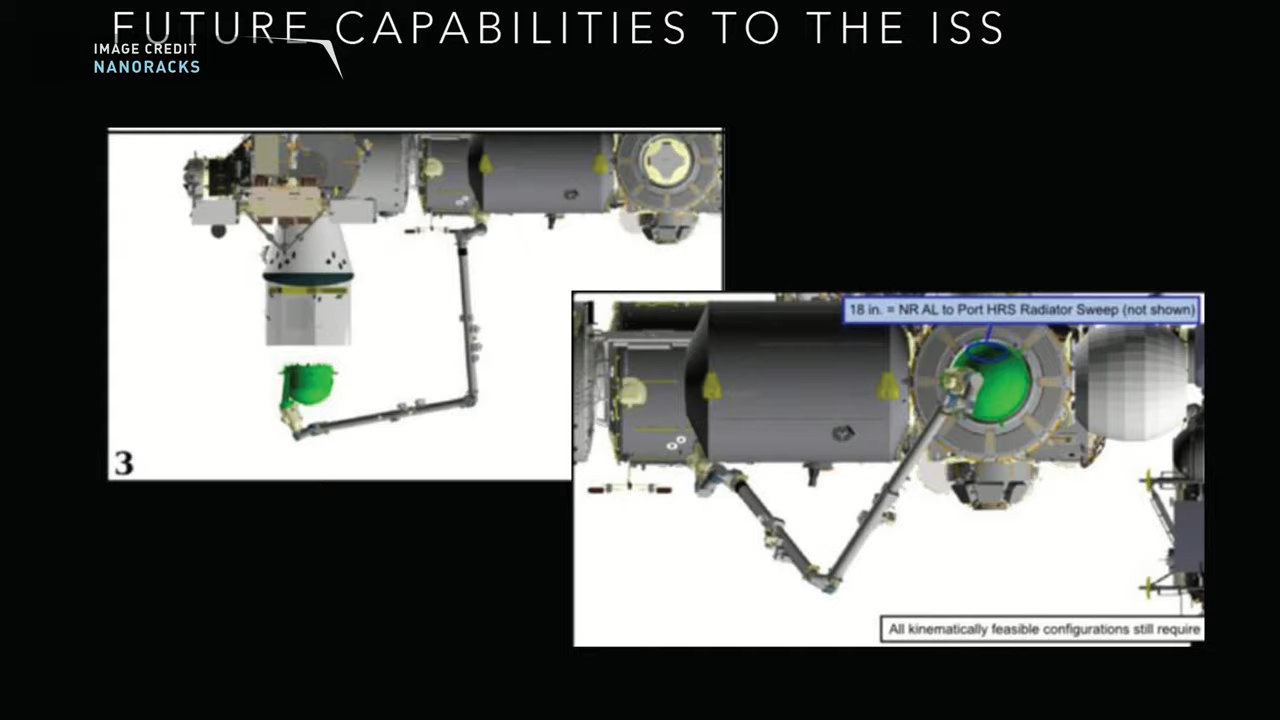 FUTURE CAPABILITIES TO THE ISS
IMAGE CREDIT
NANORACKS
3
1
18 in. = NR AL to Port HRS Radiator Sweep (not shown)
All kinematically feasible configurations still require